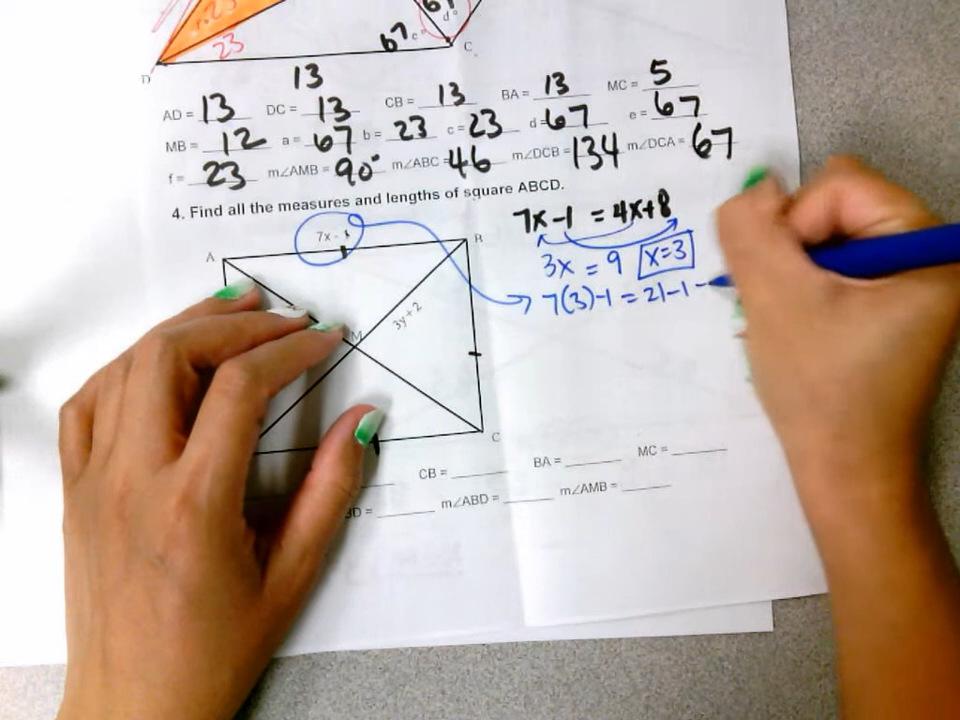 23
67 c° d°
D C
13
AD = 13 DC = 13 CB = 13 BA = 13 MC = 5
MB = 12 a = 67 b = 23 c = 23 d = 67 e = 67
f = 23 m∠AMB = 90° m∠ABC = 46 m∠DCB = 134 m∠DCA = 67
4. Find all the measures and lengths of square ABCD.
7x - 1 = 4x + 8
7x - B
A
3x = 9 x=3
7(3)-1 = 21-1 -
3y+2
M
C
CB = BA = MC =
BD = m∠ABD = m∠AMB =